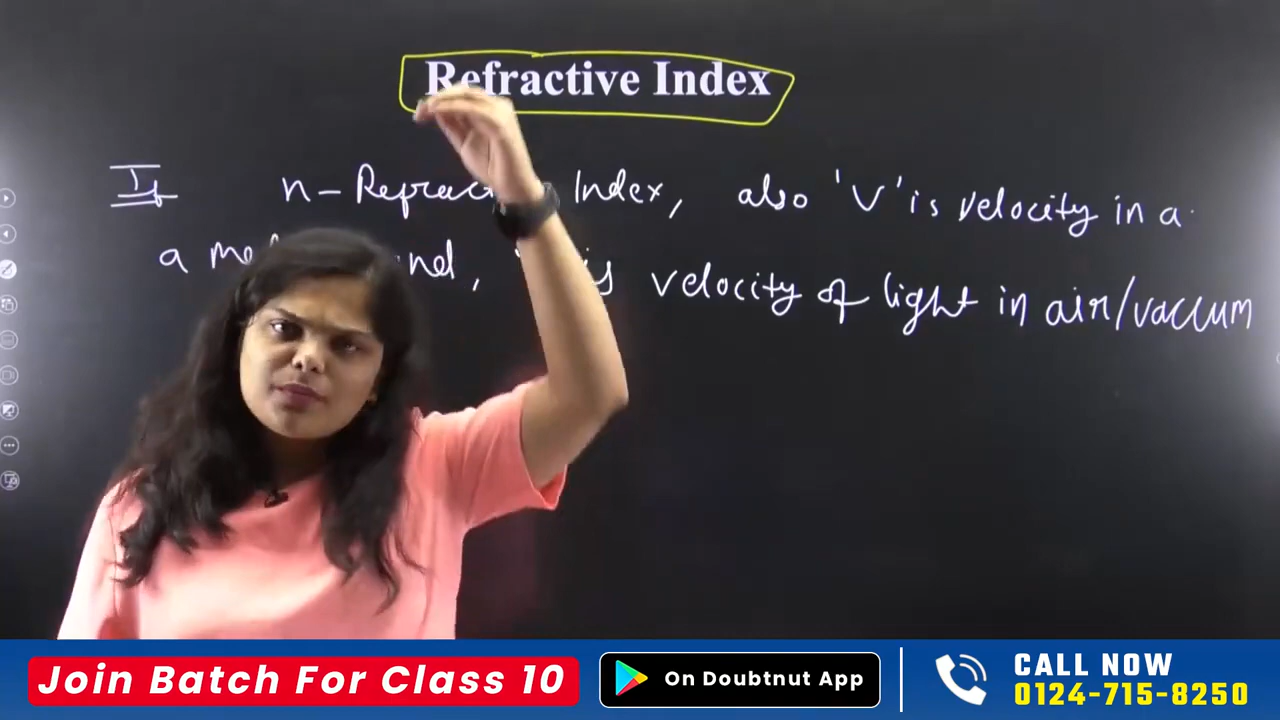 Refractive Index
If n - Refrac Index, also 'v' is velocity in a
a me nd, is velocity of light in air/vaccum
Join Batch For Class 10
On Doubtnut App
CALL NOW
0124-715-8250